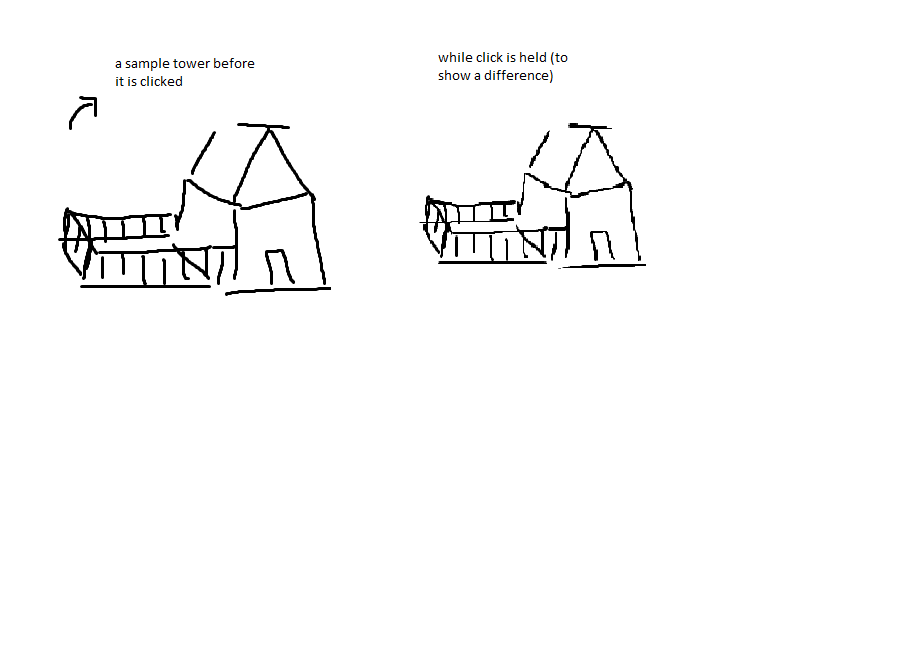 a sample tower before
it is clicked
while click is held (to
show a difference)